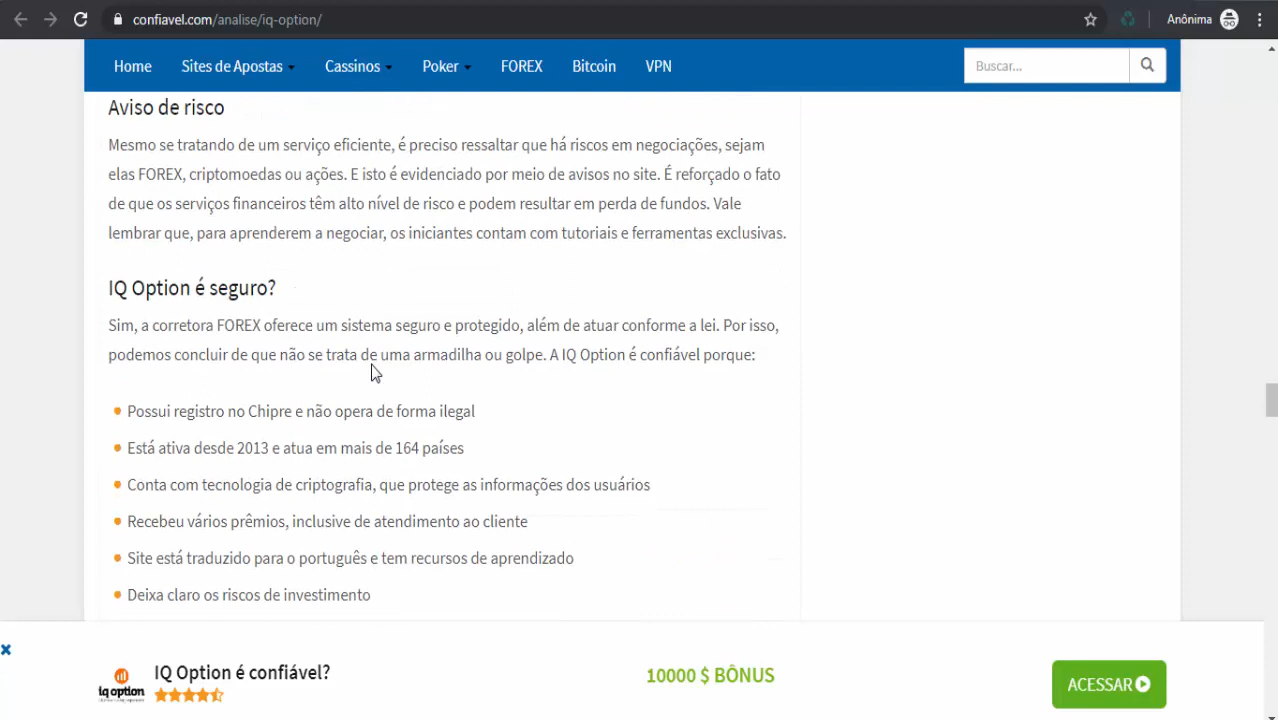 confiavel.com/analise/iq-option/
Anônima
Home Sites de Apostas Cassinos Poker FOREX Bitcoin VPN Buscar...
Aviso de risco
Mesmo se tratando de um serviço eficiente, é preciso ressaltar que há riscos em negociações, sejam
elas FOREX, criptomoedas ou ações. E isto é evidenciado por meio de avisos no site. É reforçado o fato
de que os serviços financeiros têm alto nível de risco e podem resultar em perda de fundos. Vale
lembrar que, para aprenderem a negociar, os iniciantes contam com tutoriais e ferramentas exclusivas.
IQ Option é seguro?
Sim, a corretora FOREX oferece um sistema seguro e protegido, além de atuar conforme a lei. Por isso,
podemos concluir de que não se trata de uma armadilha ou golpe. A IQ Option é confiável porque:
Possui registro no Chipre e não opera de forma ilegal
Está ativa desde 2013 e atua em mais de 164 países
Conta com tecnologia de criptografia, que protege as informações dos usuários
Recebeu vários prêmios, inclusive de atendimento ao cliente
Site está traduzido para o português e tem recursos de aprendizado
Deixa claro os riscos de investimento
iq option
IQ Option é confiável?
10000 $ BÔNUS
ACESSAR